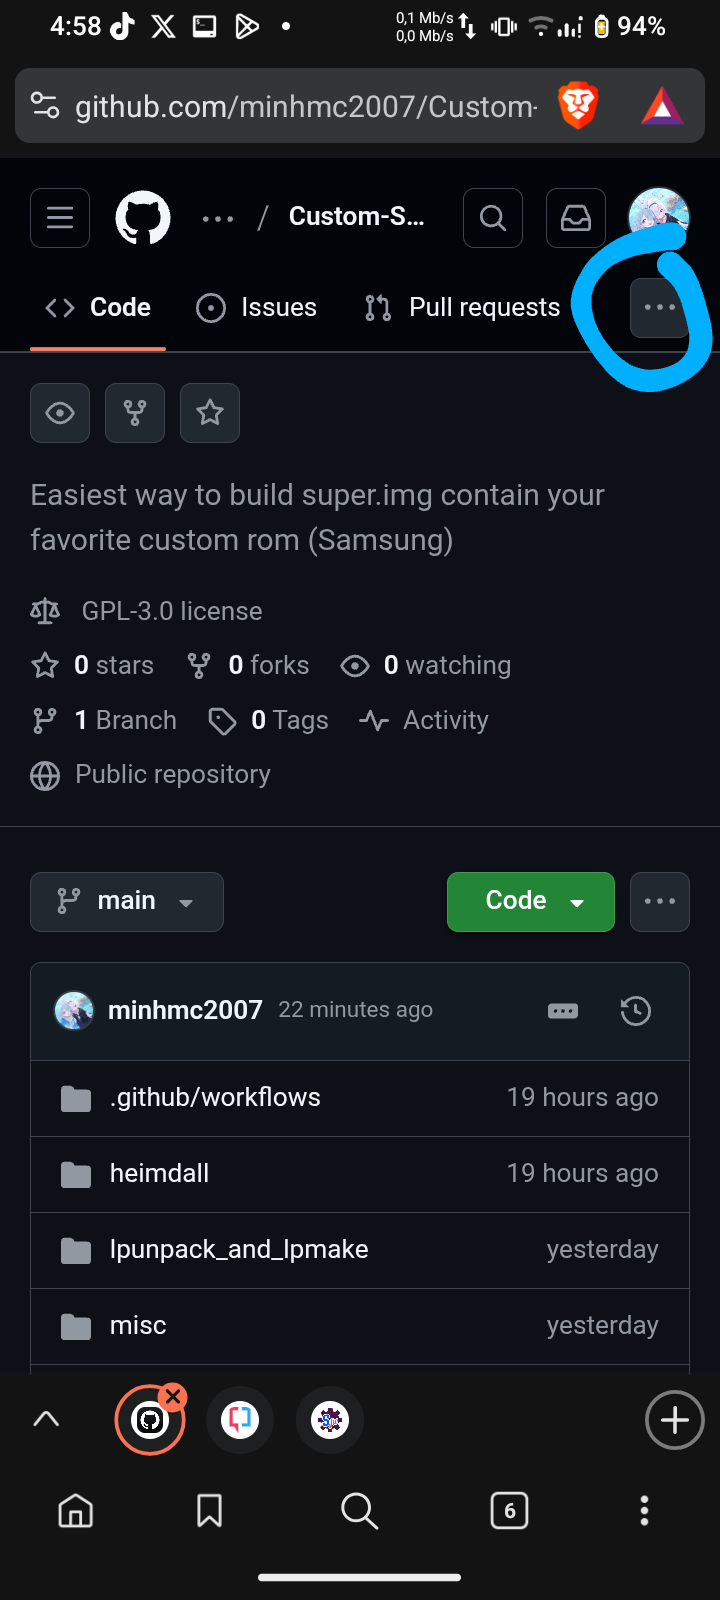 4:58
0,1 Mb/s
0,0 Mb/s
94%
github.com/minhmc2007/Custom-
... / Custom-S...
Code Issues Pull requests ...
Easiest way to build super.img contain your
favorite custom rom (Samsung)
GPL-3.0 license
0 stars 0 forks 0 watching
1 Branch 0 Tags Activity
Public repository
main Code ...
minhmc2007 22 minutes ago
.github/workflows 19 hours ago
heimdall 19 hours ago
lpunpack_and_lpmake yesterday
misc yesterday
6